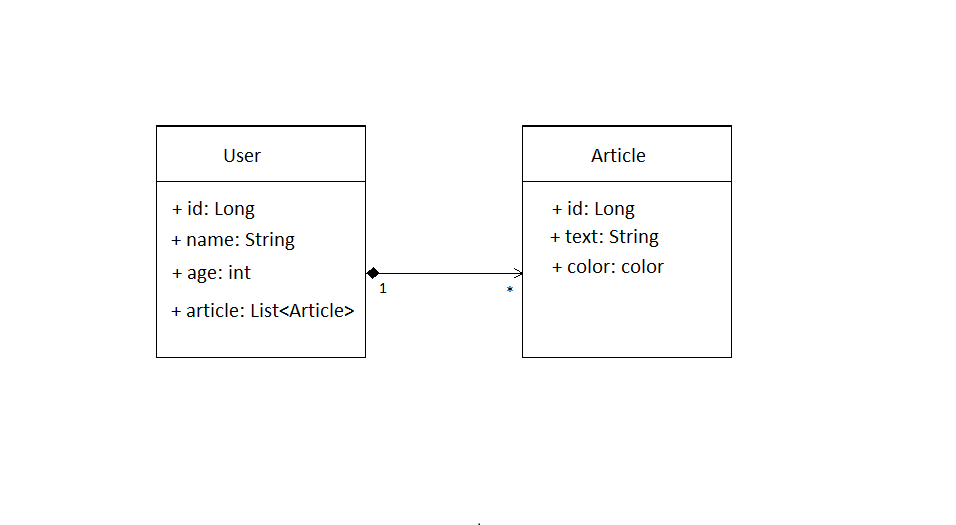 User
+ id: Long
+ name: String
+ age: int
+ article: List<Article>
1
*
Article
+ id: Long
+ text: String
+ color: color